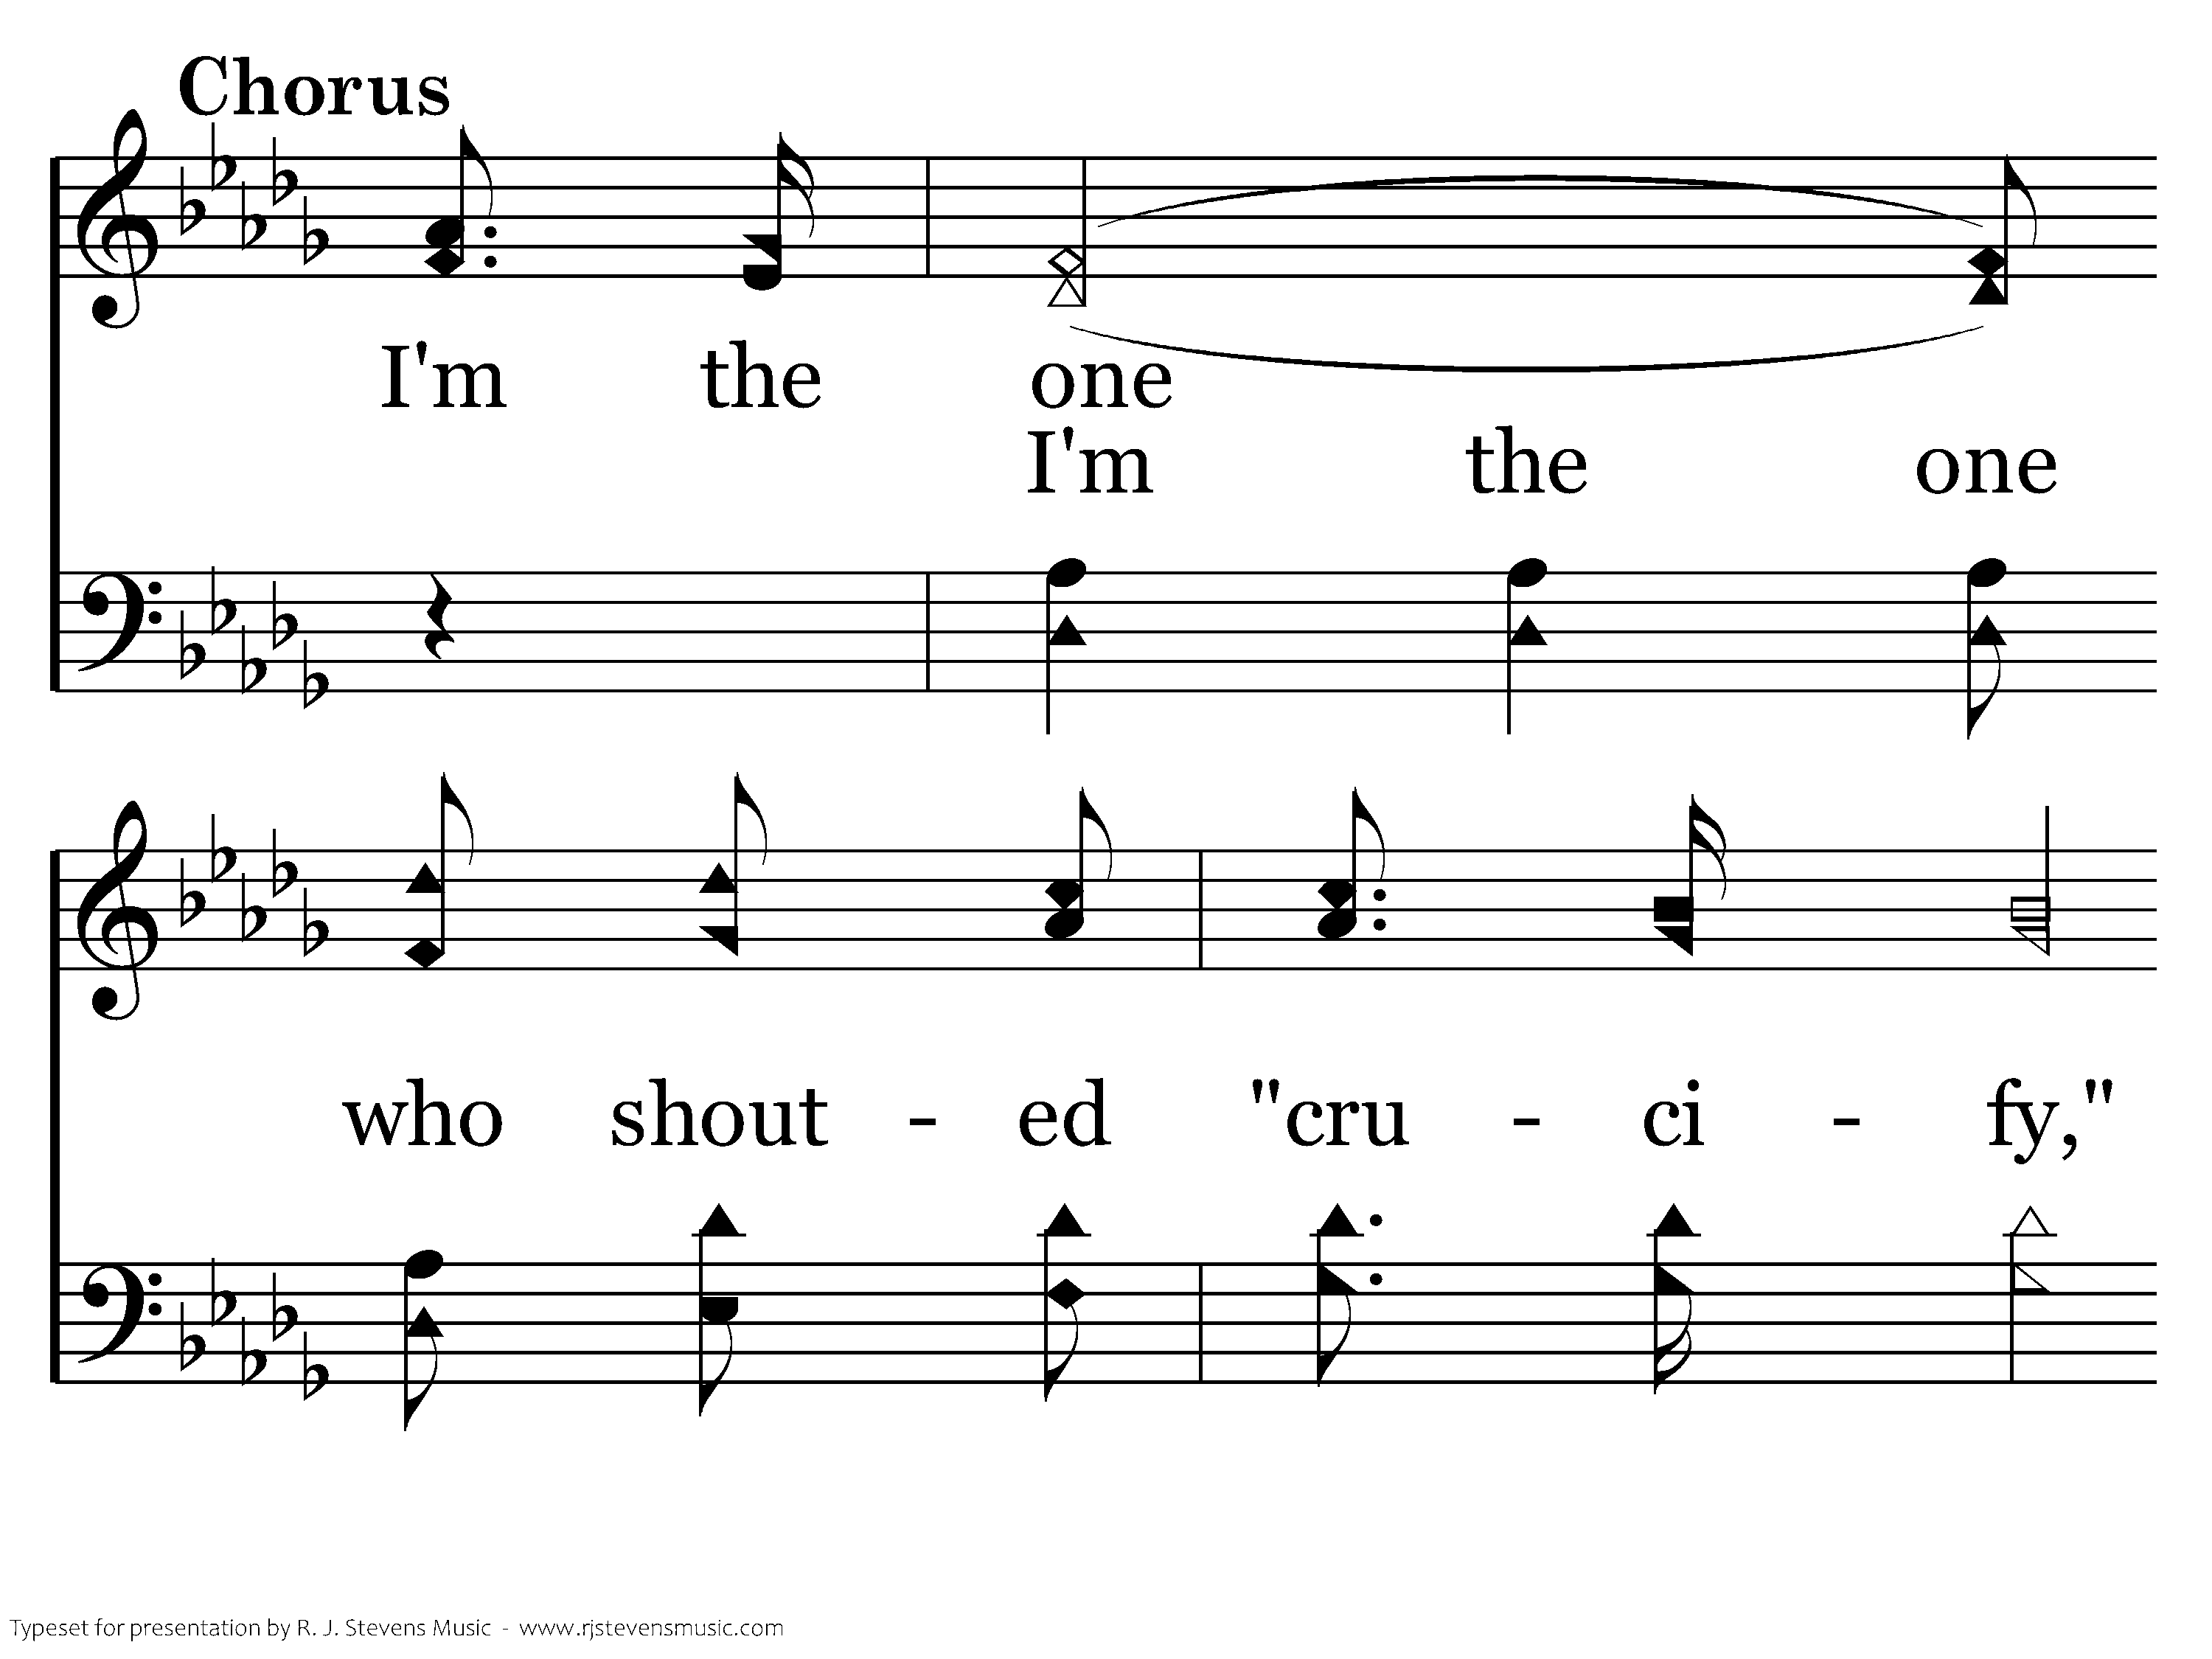 Chorus
I'm the one
I'm the one
who shout - ed "cru - ci - fy,"
Typeset for presentation by R. J. Stevens Music - www.rjstevensmusic.com